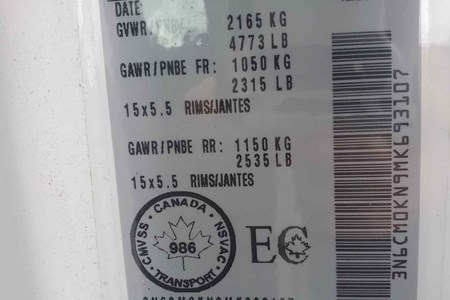 DATE:
GVWR/PNBV 2165 KG
4773 LB
GAWR/PNBE FR: 1050 KG
2315 LB
15x5.5 RIMS/JANTES
GAWR/PNBE RR: 1150 KG
2535 LB
15x5.5 RIMS/JANTES
CANADA
CMVSS · NSVAC
986
TRANSPORT
EC
3N6CM0KN9MK693107